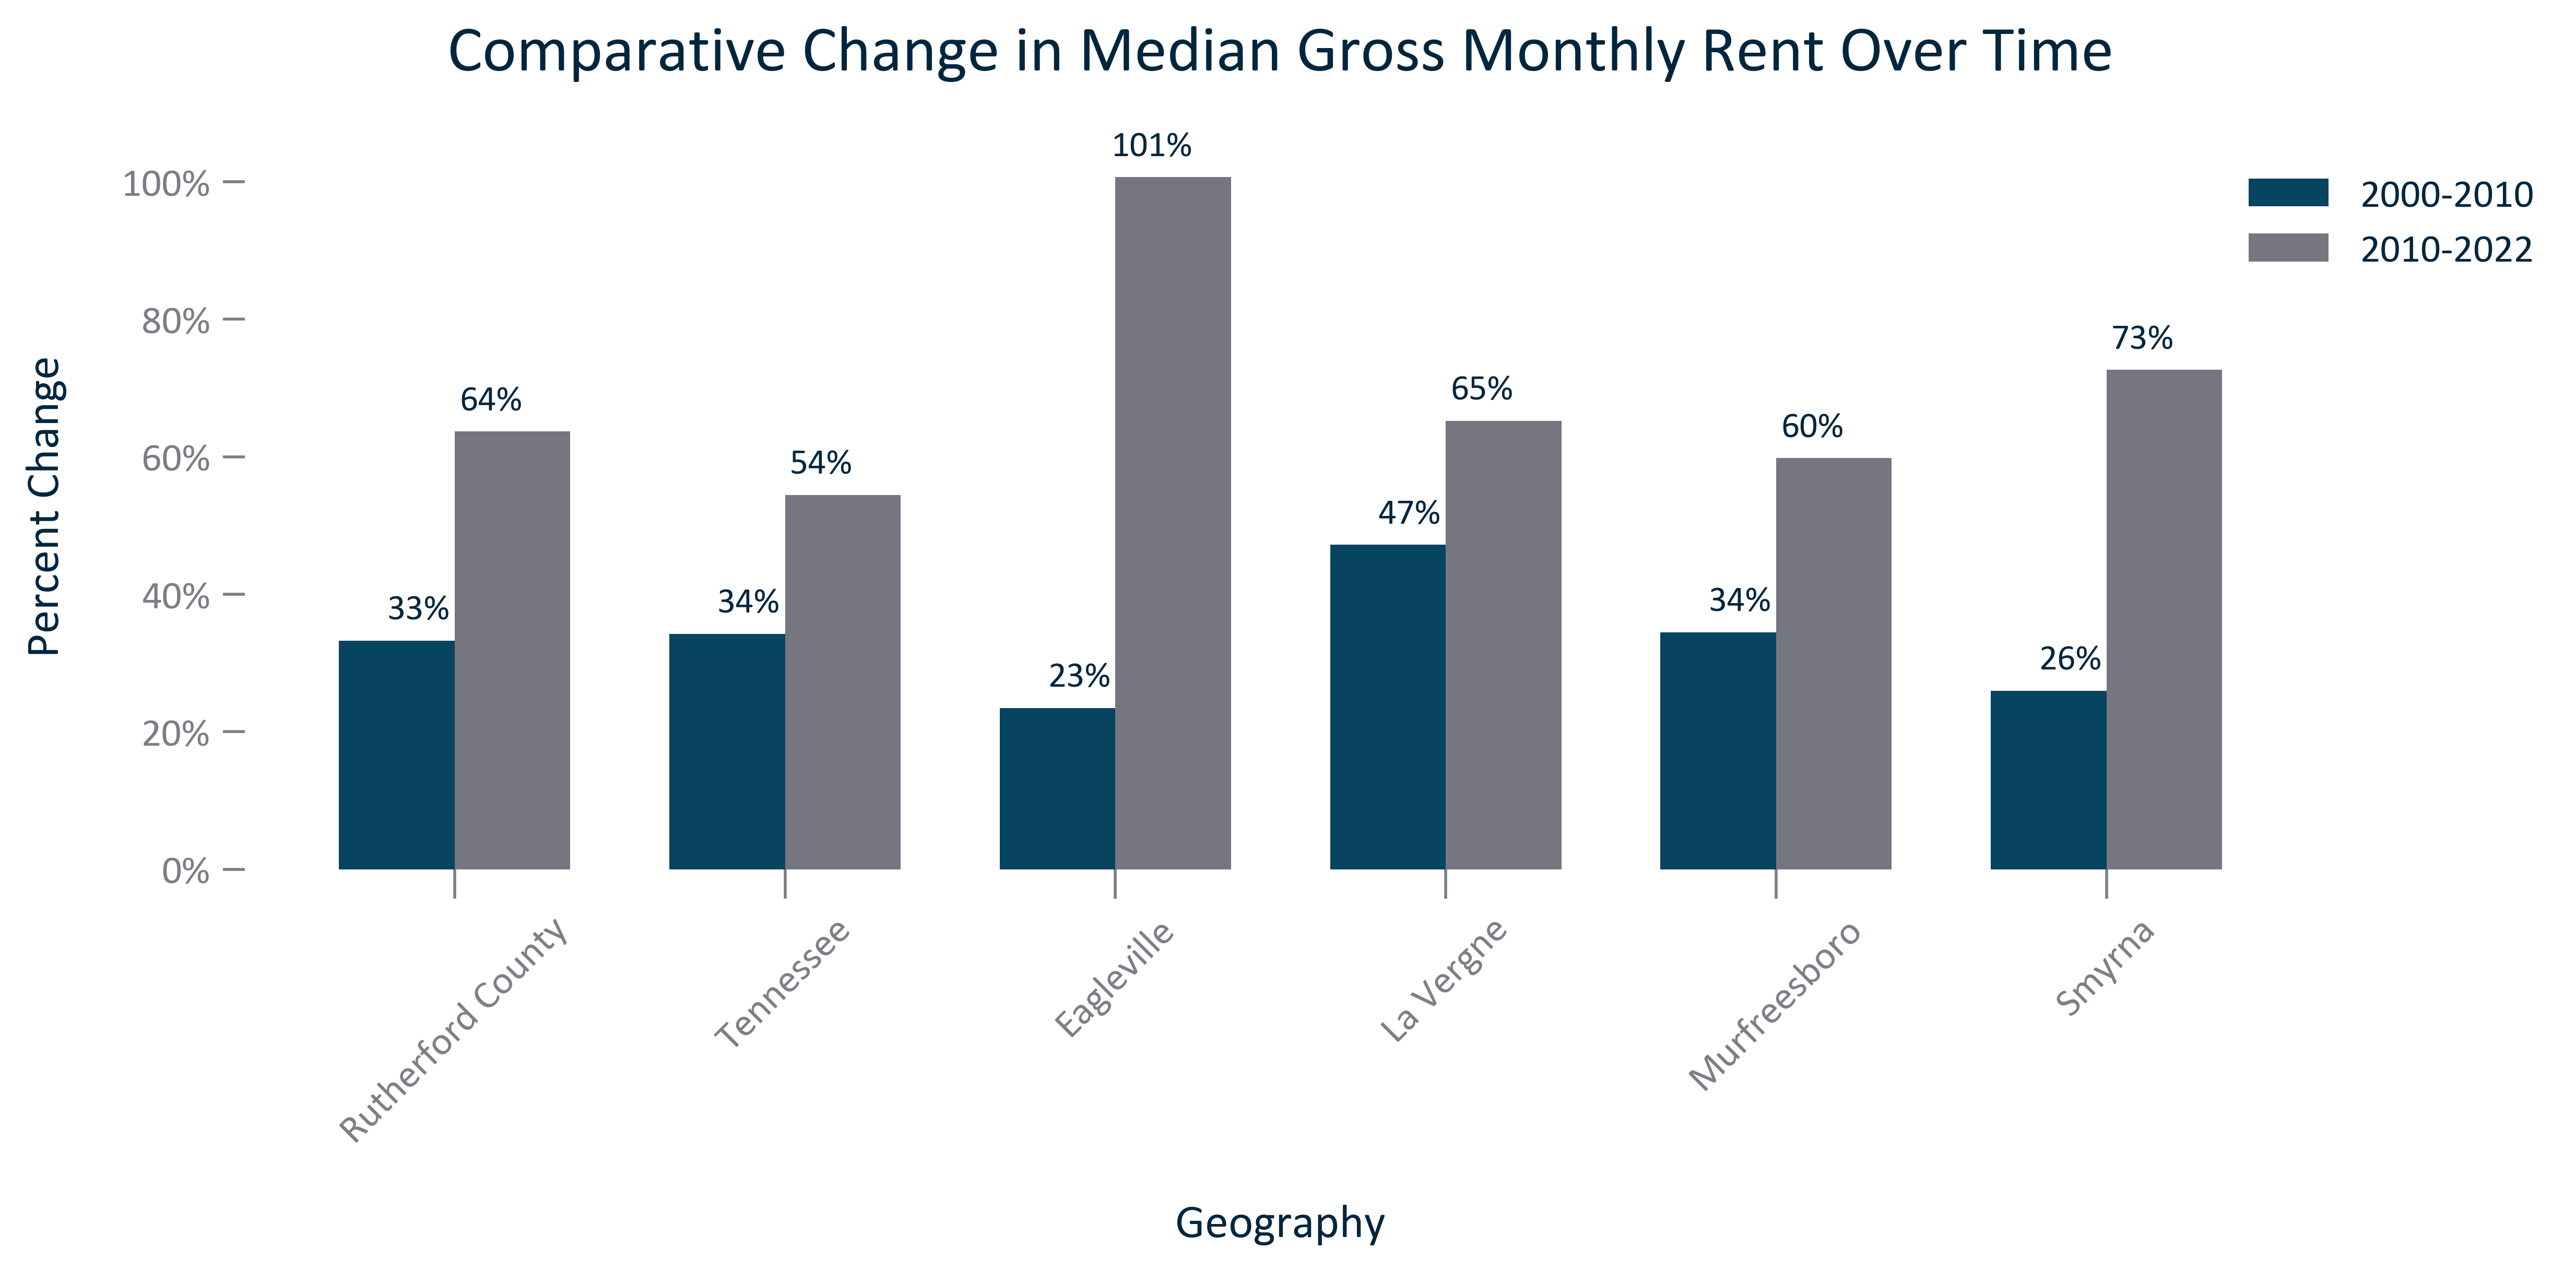 Comparative Change in Median Gross Monthly Rent Over Time
2000-2010
2010-2022
Percent Change
100%
80%
60%
40%
20%
0%
33%
64%
34%
54%
23%
101%
47%
65%
34%
60%
26%
73%
Rutherford County
Tennessee
Eagleville
La Vergne
Murfreesboro
Smyrna
Geography